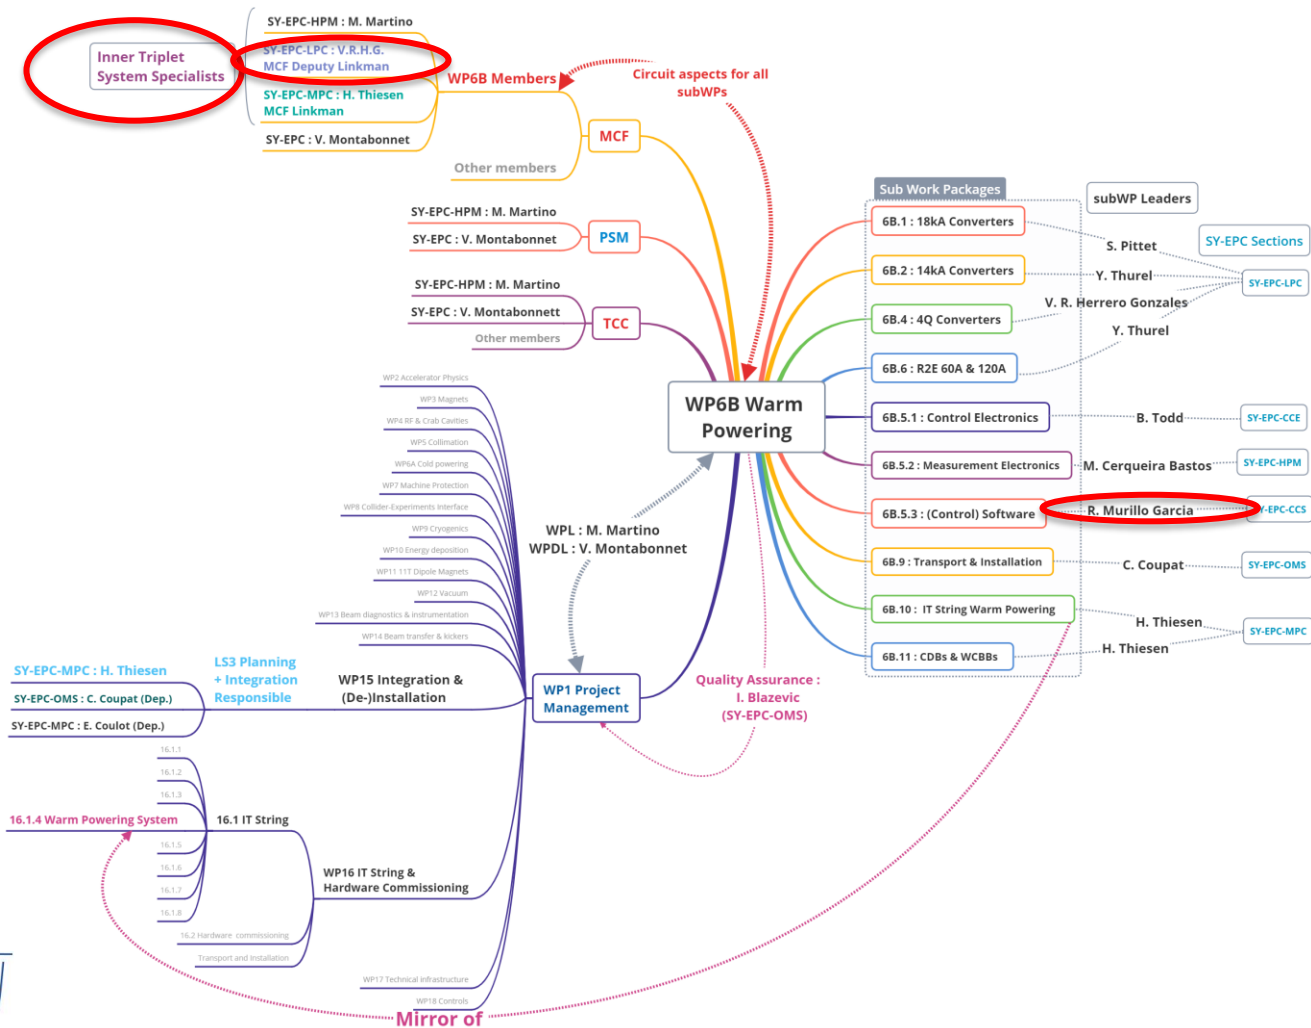 SY-EPC-HPM : M. Martino
Inner Triplet
System Specialists
SY-EPC-LPC : V.R.H.G.
MCF Deputy Linkman
SY-EPC-MPC : H. Thiesen
MCF Linkman
SY-EPC : V. Montabonnet
WP6B Members
Other members
MCF
Circuit aspects for all
subWPs
SY-EPC-HPM : M. Martino
SY-EPC : V. Montabonnet
PSM
SY-EPC-HPM : M. Martino
SY-EPC : V. Montabonnett
Other members
TCC
WP6B Warm
Powering
Sub Work Packages
subWP Leaders
SY-EPC Sections
6B.1 : 18kA Converters
S. Pittet
6B.2 : 14kA Converters
Y. Thurel
SY-EPC-LPC
6B.4 : 4Q Converters
V. R. Herrero Gonzales
6B.6 : R2E 60A & 120A
Y. Thurel
6B.5.1 : Control Electronics
B. Todd
SY-EPC-CCE
6B.5.2 : Measurement Electronics
M. Cerqueira Bastos
SY-EPC-HPM
6B.5.3 : (Control) Software
R. Murillo Garcia
Y-EPC-CCS
6B.9 : Transport & Installation
C. Coupat
SY-EPC-OMS
6B.10 : IT String Warm Powering
H. Thiesen
SY-EPC-MPC
6B.11 : CDBs & WCBBs
H. Thiesen
WPL : M. Martino
WPDL : V. Montabonnet
Quality Assurance :
I. Blazevic
(SY-EPC-OMS)
WP1 Project
Management
WP2 Accelerator Physics
WP3 Magnets
WP4 RF & Crab Cavities
WP5 Collimation
WP6A Cold powering
WP7 Machine Protection
WP8 Collider-Experiments Interface
WP9 Cryogenics
WP10 Energy deposition
WP11 11T Dipole Magnets
WP12 Vacuum
WP13 Beam diagnostics & instrumentation
WP14 Beam transfer & kickers
WP15 Integration &
(De-)Installation
LS3 Planning
+ Integration
Responsible
SY-EPC-MPC : H. Thiesen
SY-EPC-OMS : C. Coupat (Dep.)
SY-EPC-MPC : E. Coulot (Dep.)
WP16 IT String &
Hardware Commissioning
16.1 IT String
16.1.1
16.1.2
16.1.3
16.1.4 Warm Powering System
16.1.5
16.1.6
16.1.7
16.1.8
16.2 Hardware commissioning
Transport and Installation
WP17 Technical infrastructure
WP18 Controls
Mirror of